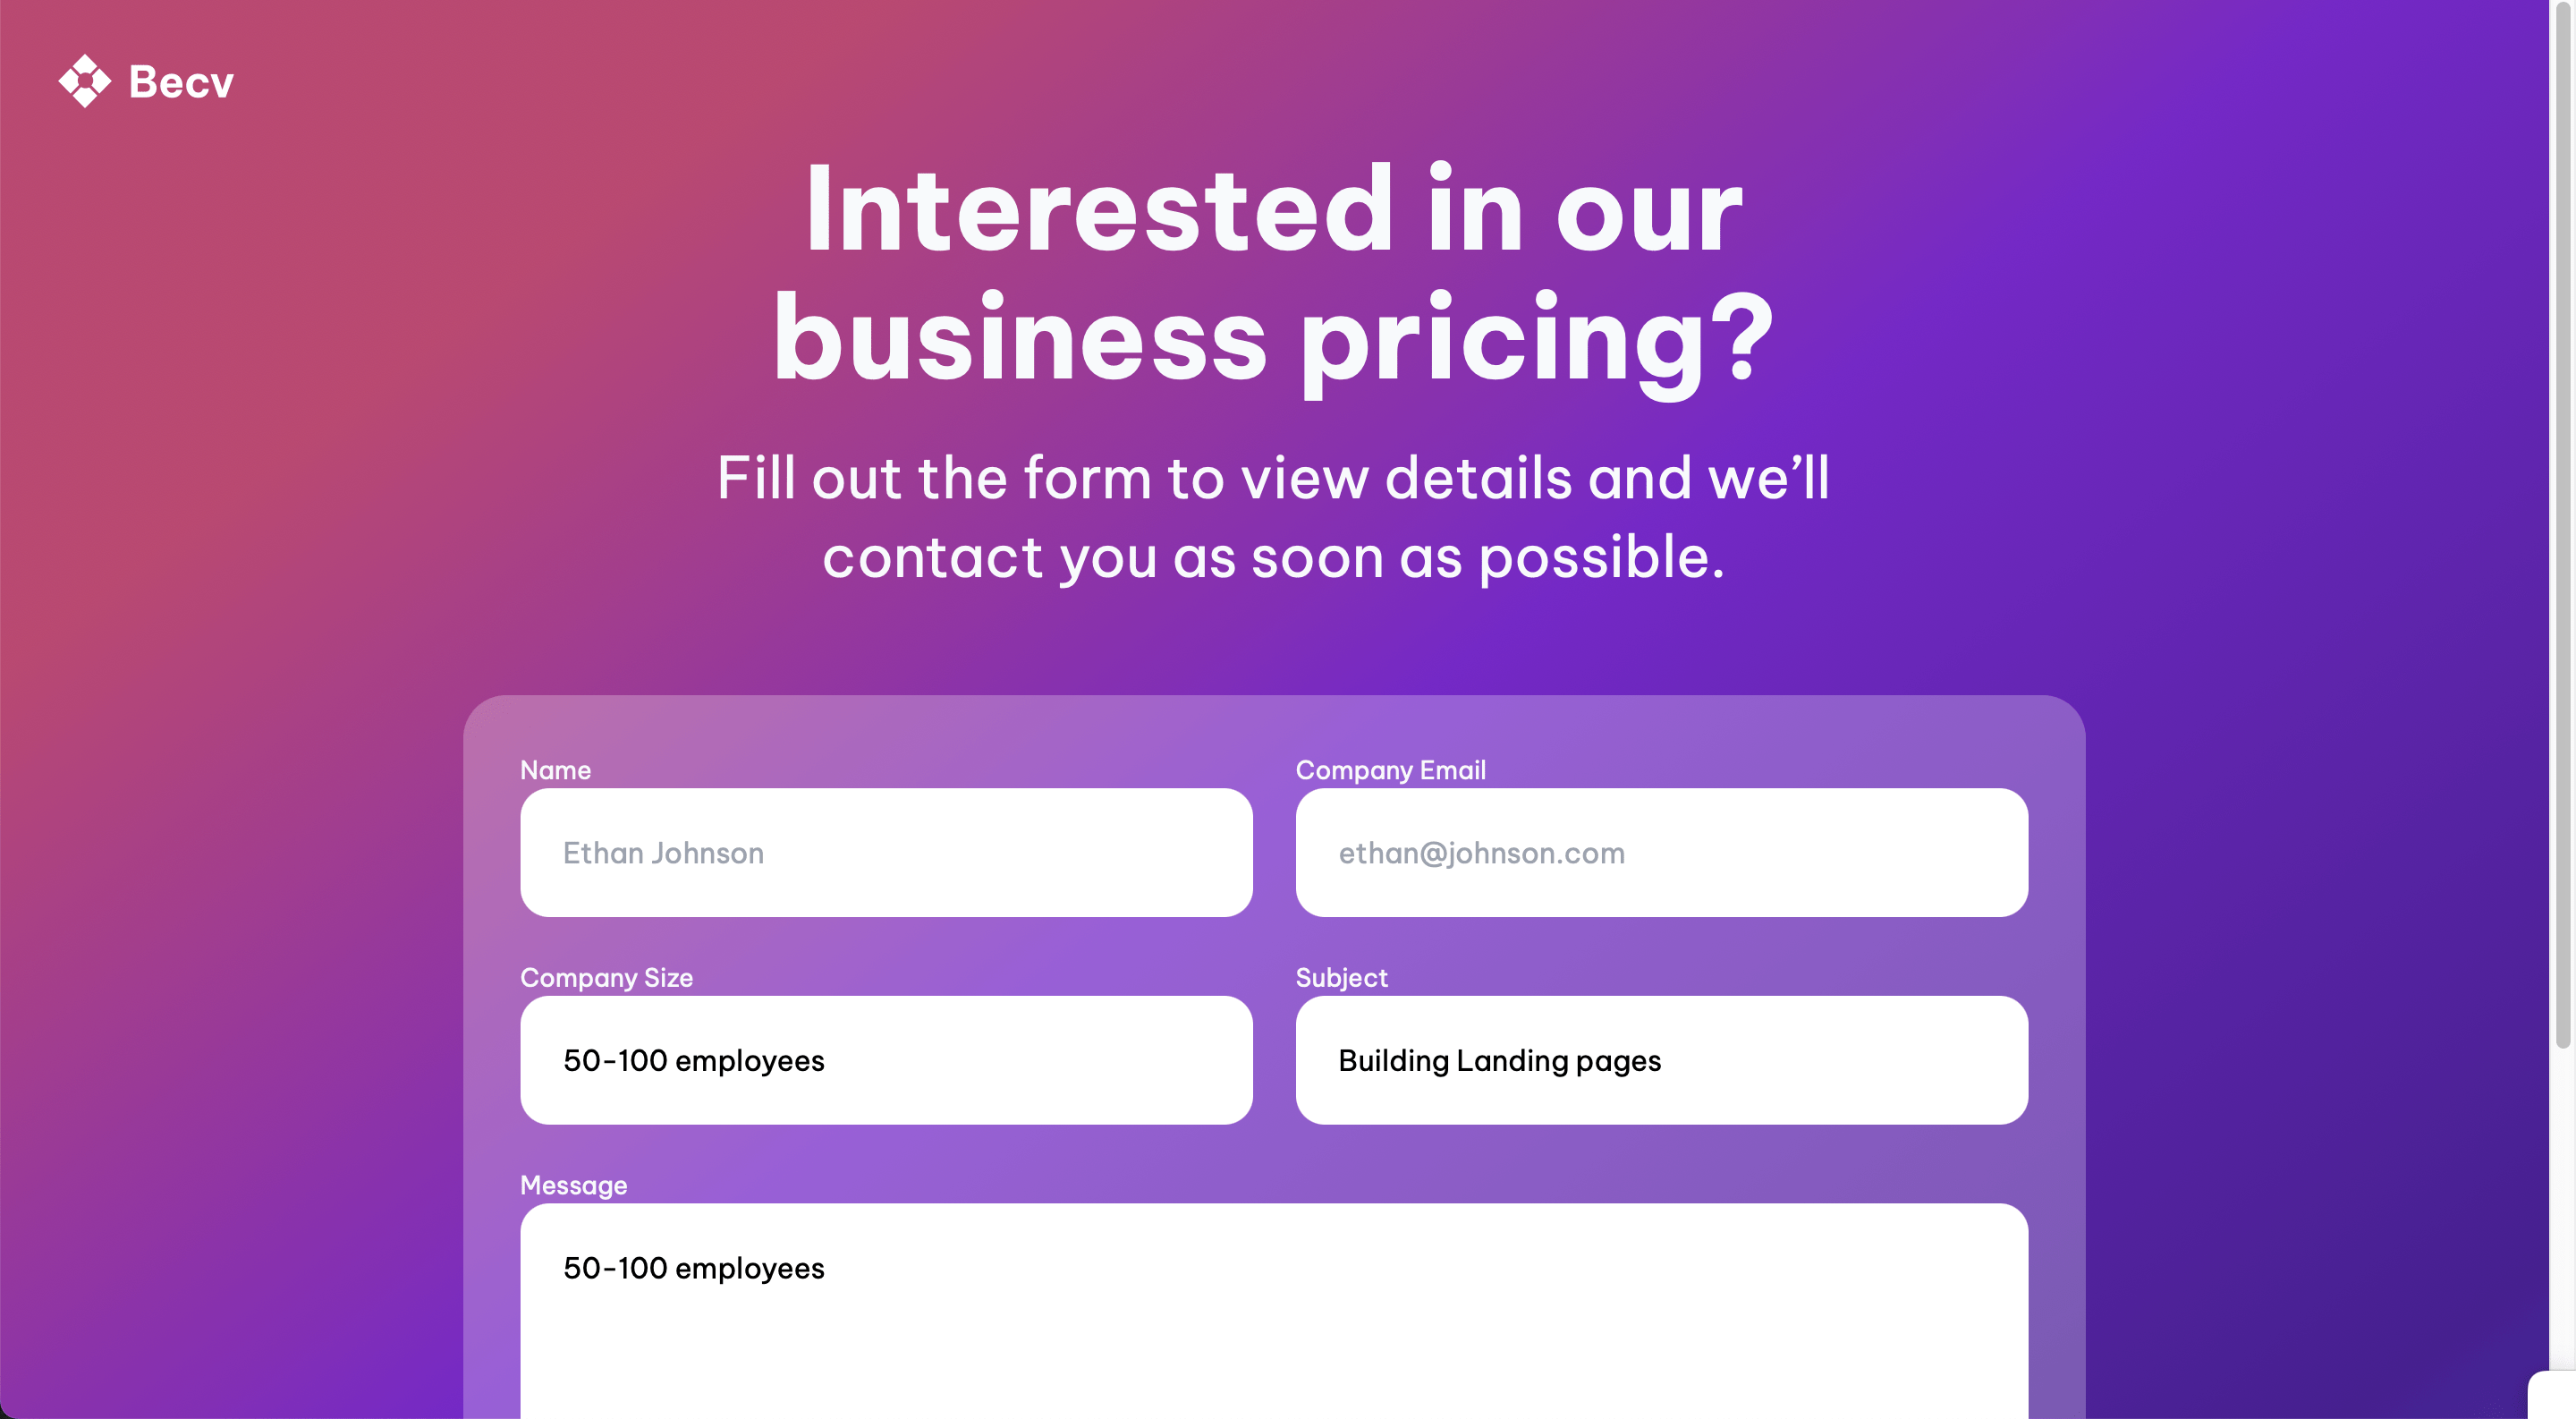 Becv
Interested in our
business pricing?
Fill out the form to view details and we’ll
contact you as soon as possible.
Name
Company Email
Ethan Johnson
ethan@johnson.com
Company Size
Subject
50-100 employees
Building Landing pages
Message
50-100 employees